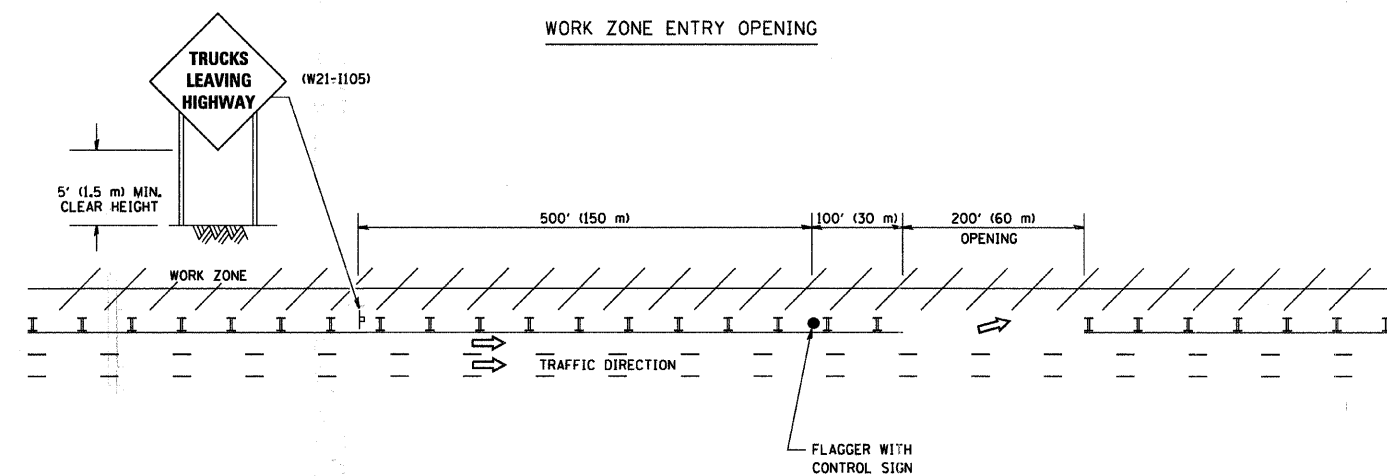 WORK ZONE ENTRY OPENING
TRUCKS
LEAVING
HIGHWAY
(W21-I105)
5' (1.5 m) MIN.
CLEAR HEIGHT
500' (150 m)
100' (30 m)
200' (60 m)
OPENING
WORK ZONE
TRAFFIC DIRECTION
FLAGGER WITH
CONTROL SIGN